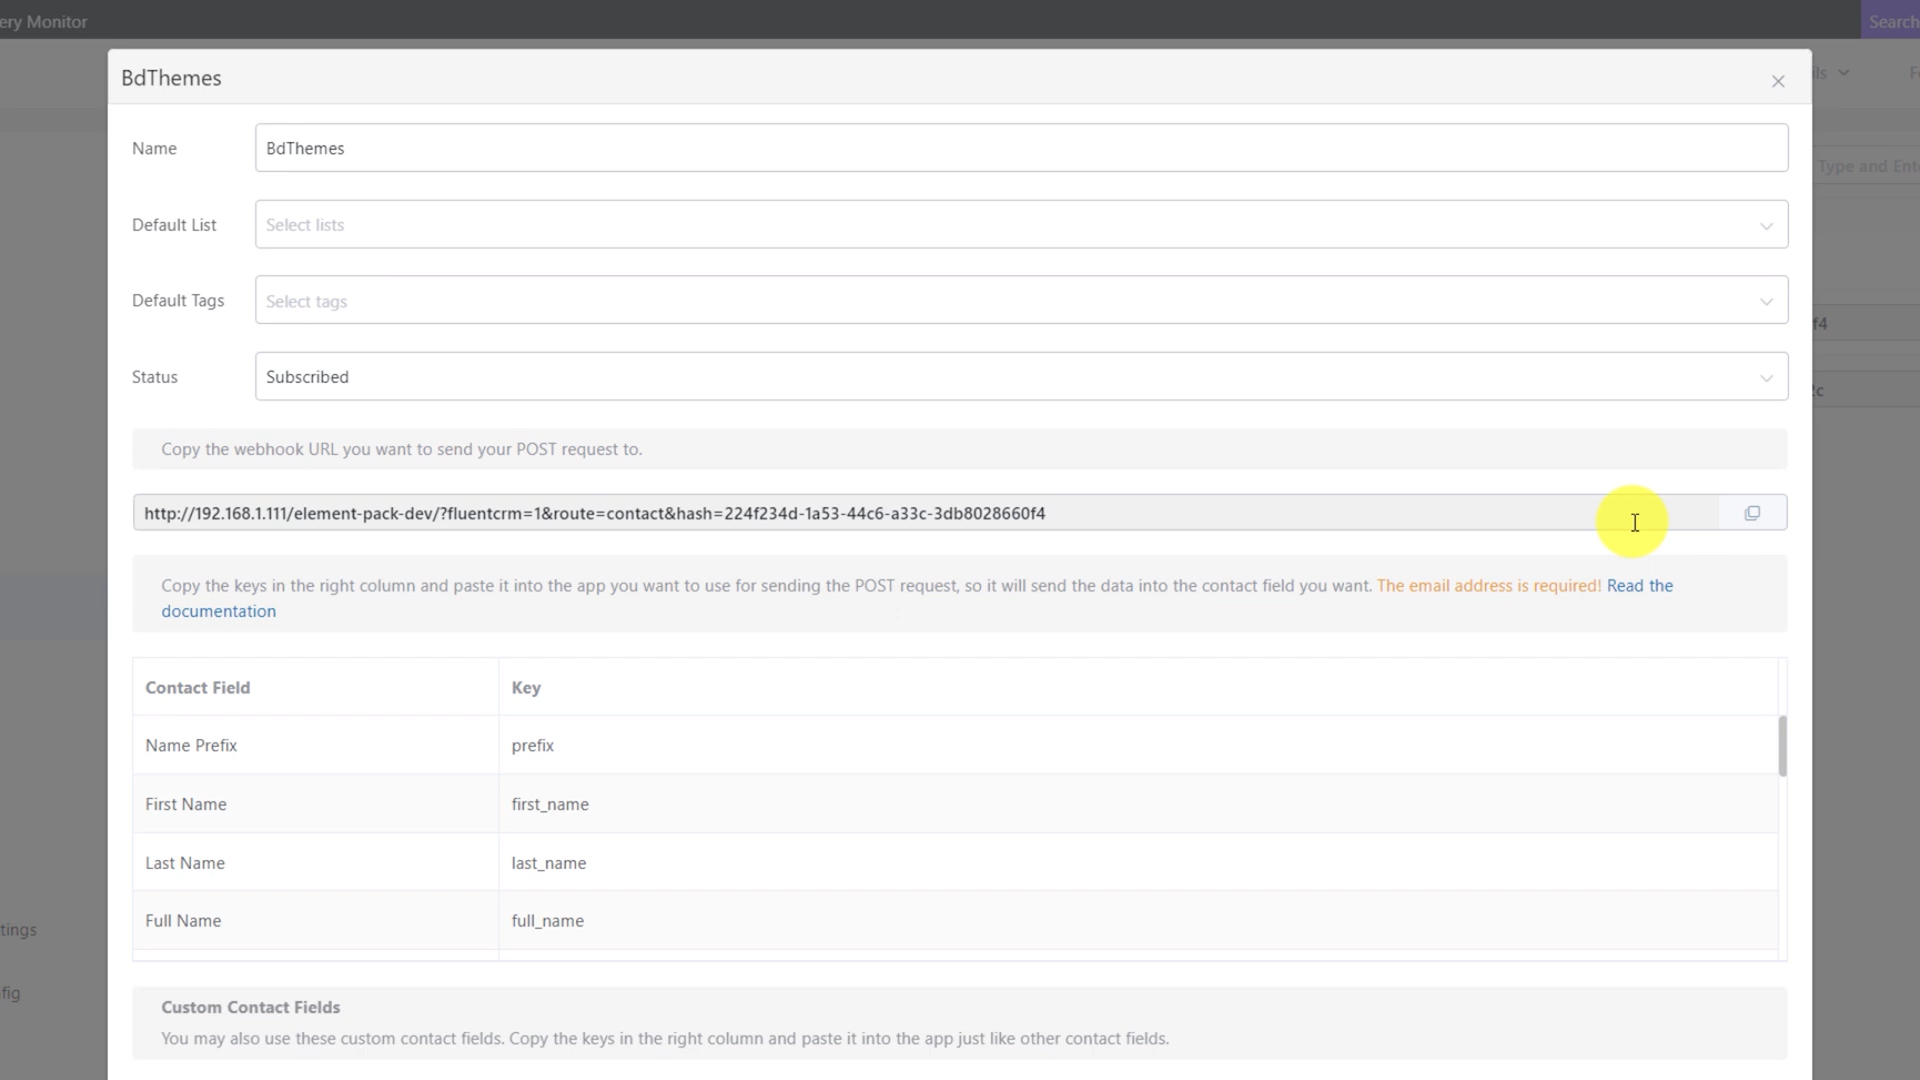 ery Monitor
Search
BdThemes
ils
Name
BdThemes
Type and Ente
Default List
Select lists
Default Tags
Select tags
f4
Status
Subscribed
Copy the webhook URL you want to send your POST request to.
http://192.168.1.111/element-pack-dev/?fluentcrm=1&route=contact&hash=224f234d-1a53-44c6-a33c-3db8028660f4
Copy the keys in the right column and paste it into the app you want to use for sending the POST request, so it will send the data into the contact field you want. The email address is required! Read the
documentation
Contact Field
Key
Name Prefix
prefix
First Name
first_name
Last Name
last_name
Full Name
full_name
tings
fig
Custom Contact Fields
You may also use these custom contact fields. Copy the keys in the right column and paste it into the app just like other contact fields.